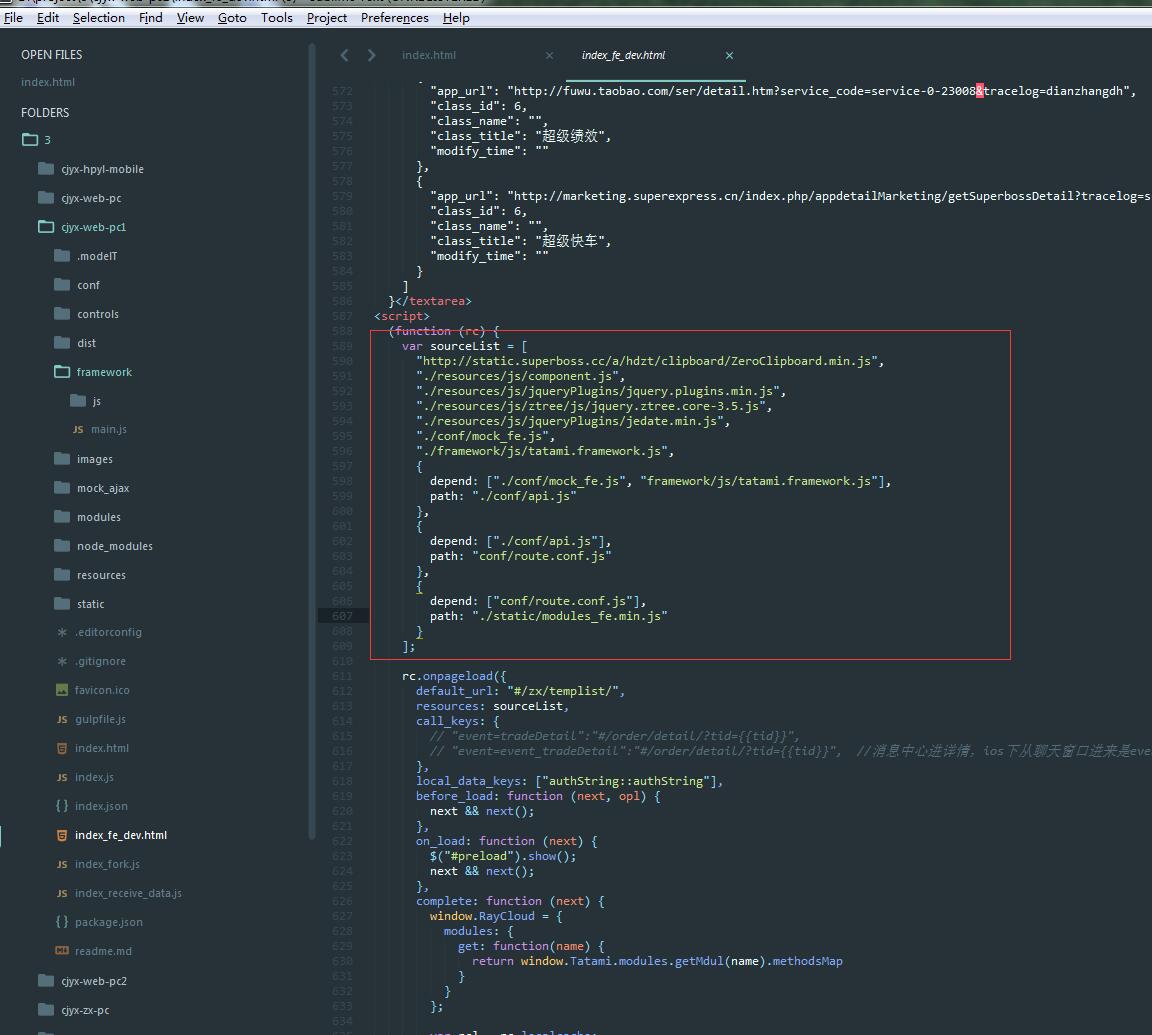 File Edit Selection Find View Goto Tools Project Preferences Help
OPEN FILES
index.html
FOLDERS
3
cjyx-hpyl-mobile
cjyx-web-pc
cjyx-web-pc1
.modelT
conf
controls
dist
framework
js
main.js
images
mock_ajax
modules
node_modules
resources
static
.editorconfig
.gitignore
favicon.ico
gulpfile.js
index.html
index.js
index.json
index_fe_dev.html
index_fork.js
index_receive_data.js
package.json
readme.md
cjyx-web-pc2
cjyx-zx-pc
index.html × index_fe_dev.html ×
572 "app_url": "http://fuwu.taobao.com/ser/detail.htm?service_code=service-0-23008&tracelog=dianzhangdh",
573 "class_id": 6,
574 "class_name": "",
575 "class_title": "超级绩效",
576 "modify_time": ""
577 },
578 {
579 "app_url": "http://marketing.superexpress.cn/index.php/appdetailMarketing/getSuperbossDetail?tracelog=s
580 "class_id": 6,
581 "class_name": "",
582 "class_title": "超级快车",
583 "modify_time": ""
584 }
585 ]
586 }</textarea>
587 <script>
588 (function (rc) {
589 var sourceList = [
590 "http://static.superboss.cc/a/hdzt/clipboard/ZeroClipboard.min.js",
591 "./resources/js/component.js",
592 "./resources/js/jqueryPlugins/jquery.plugins.min.js",
593 "./resources/js/ztree/js/jquery.ztree.core-3.5.js",
594 "./resources/js/jqueryPlugins/jedate.min.js",
595 "./conf/mock_fe.js",
596 "./framework/js/tatami.framework.js",
597 {
598 depend: ["./conf/mock_fe.js", "framework/js/tatami.framework.js"],
599 path: "./conf/api.js"
600 },
601 {
602 depend: ["./conf/api.js"],
603 path: "conf/route.conf.js"
604 },
605 {
606 depend: ["conf/route.conf.js"],
607 path: "./static/modules_fe.min.js"
608 }
609 ];
610
611 rc.onpageload({
612 default_url: "#/zx/templist/",
613 resources: sourceList,
614 call_keys: {
615 // "event=tradeDetail":"#/order/detail/?tid={{tid}}",
616 // "event=event_tradeDetail":"#/order/detail/?tid={{tid}}", //消息中心进详情，ios下从聊天窗口进来是eve
617 },
618 local_data_keys: ["authString::authString"],
619 before_load: function (next, opl) {
620 next && next();
621 },
622 on_load: function (next) {
623 $("#preload").show();
624 next && next();
625 },
626 complete: function (next) {
627 window.RayCloud = {
628 modules: {
629 get: function(name) {
630 return window.Tatami.modules.getMdul(name).methodsMap
631 }
632 }
633 };
634